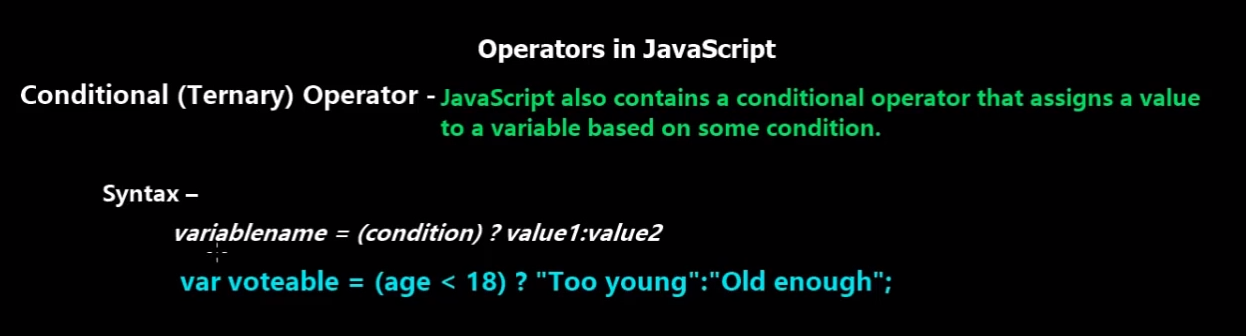 Operators in JavaScript
Conditional (Ternary) Operator - JavaScript also contains a conditional operator that assigns a value
to a variable based on some condition.
Syntax –
variablename = (condition) ? value1:value2
var voteable = (age < 18) ? "Too young":"Old enough";